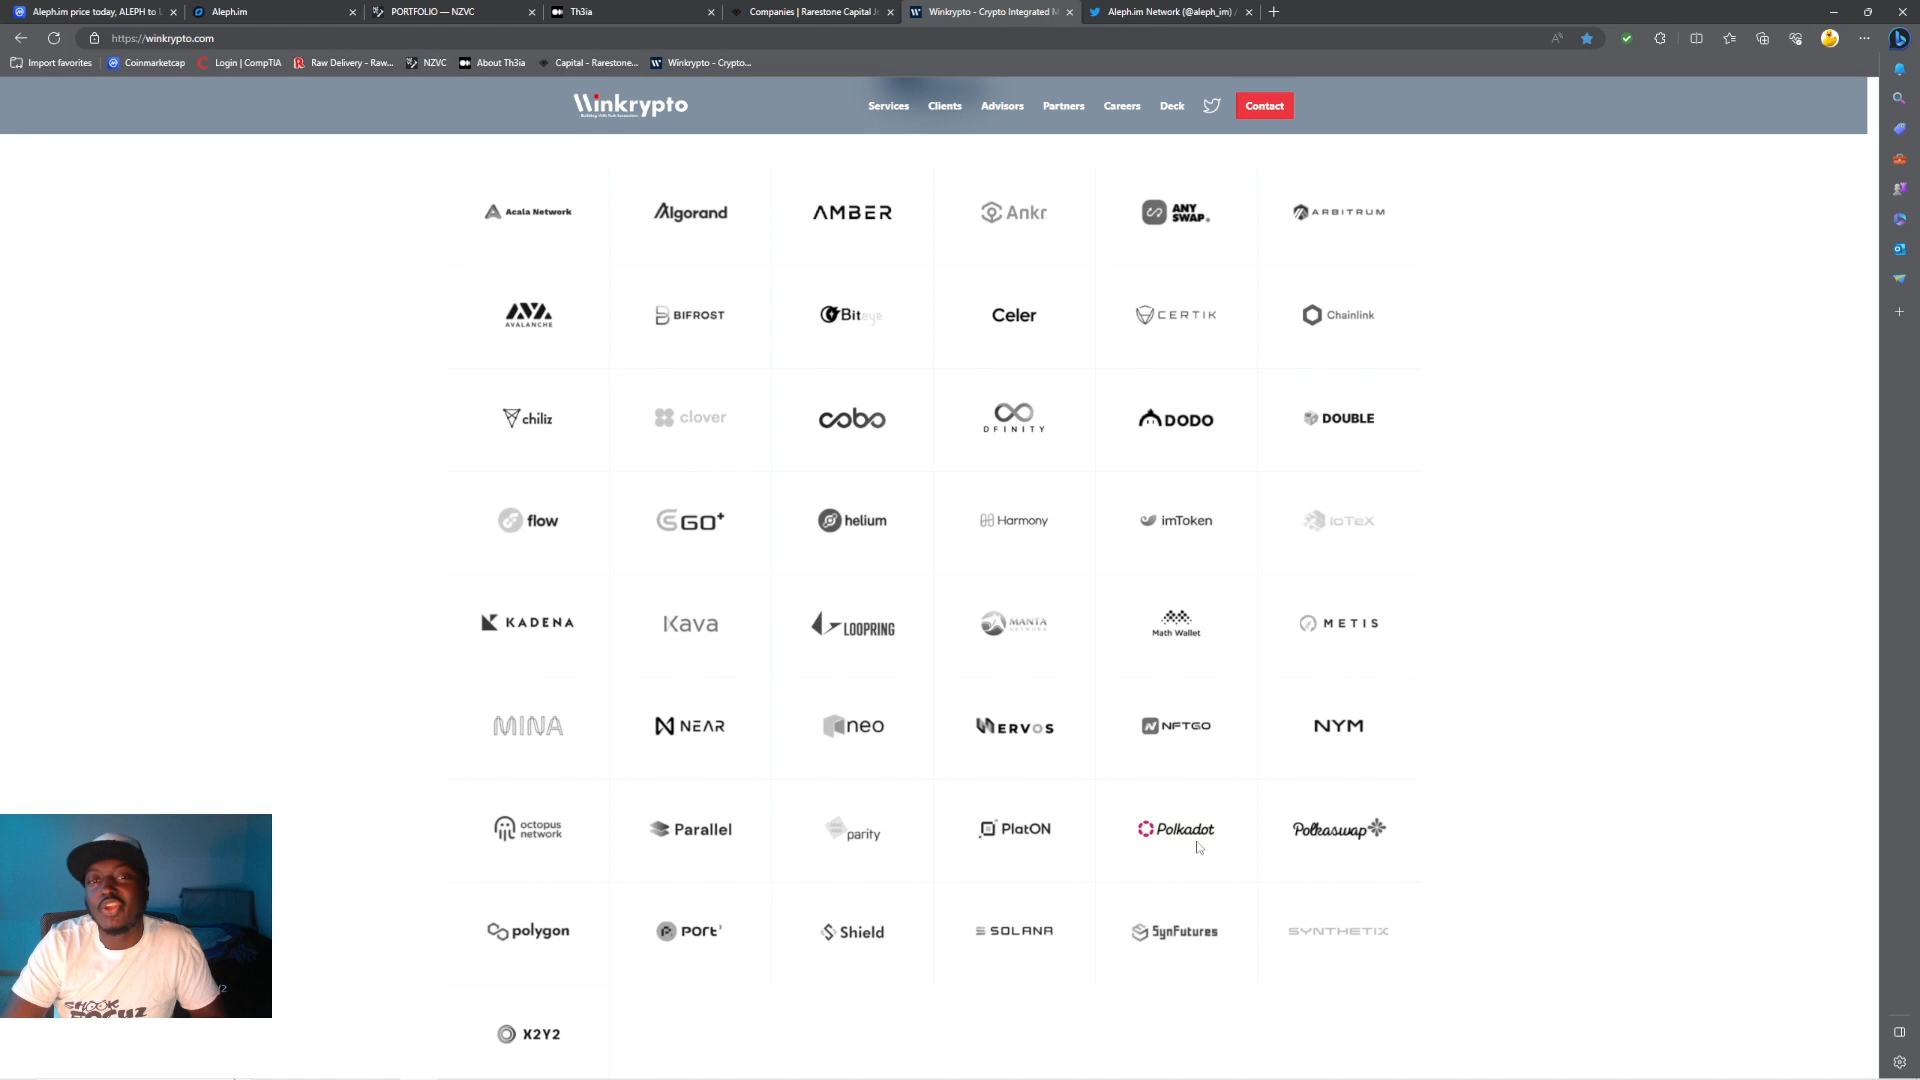 Aleph.im price today, ALEPH to U
Aleph.im
PORTFOLIO — NZVC
Th3ia
Companies | Rarestone Capital Jo
Winkrypto - Crypto Integrated M
Aleph.im Network (@aleph_im) /
https://winkrypto.com
Import favorites
Coinmarketcap
Login | CompTIA
Raw Delivery - Raw...
NZVC
About Th3ia
Capital - Rarestone...
Winkrypto - Crypto...
Winkrypto
Services
Clients
Advisors
Partners
Careers
Deck
Contact
Acala Network
Algorand
AMBER
Ankr
ANY SWAP.
ARBITRUM
AVALANCHE
BIFROST
Biteye
Celer
CERTIK
Chainlink
chiliz
clover
cobo
DFINITY
DODO
DOUBLE
flow
GO+
helium
Harmony
imToken
IoTeX
KADENA
Kava
LOOPRING
MANTA NETWORK
Math Wallet
METIS
MINA
NEAR
neo
NERVOS
NFTGO
NYM
octopus network
Parallel
parity
PlatON
Polkadot
Polkaswap
polygon
PORT3
Shield
SOLANA
SynFutures
SYNTHETIX
X2Y2